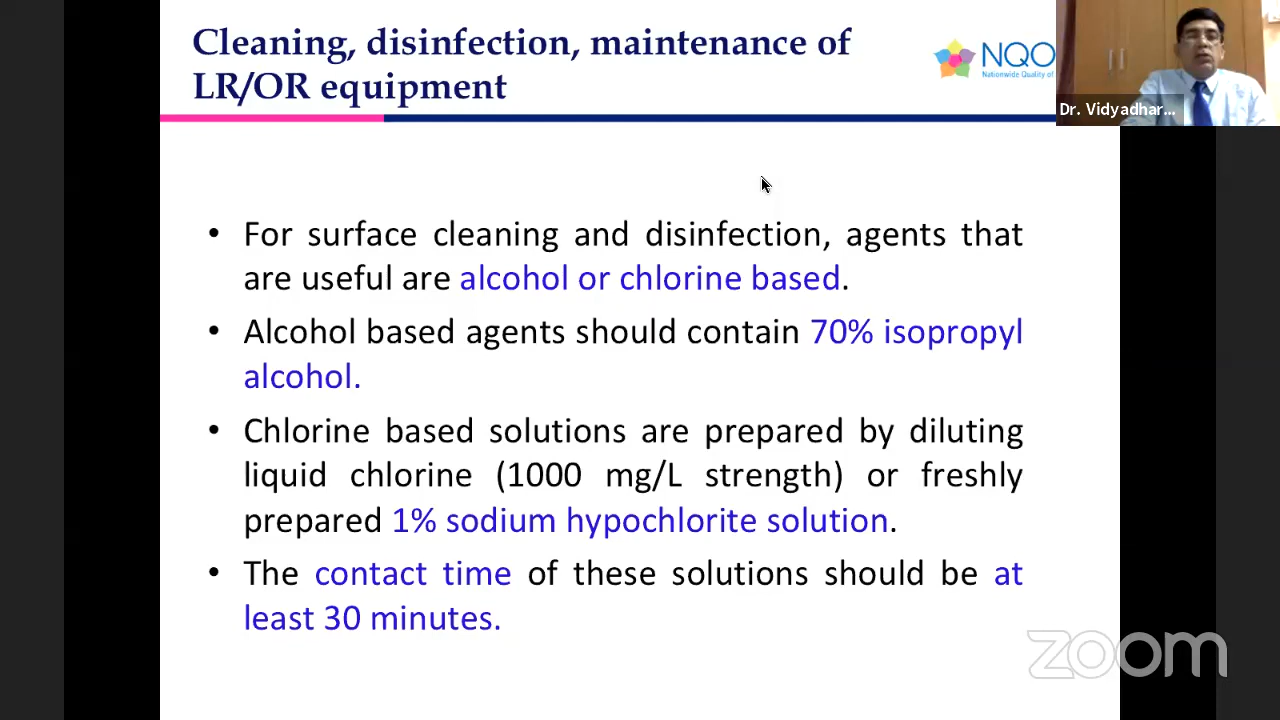 Cleaning, disinfection, maintenance of
LR/OR equipment
NQO
Nationwide Quality of
Dr. Vidyadhar...
• For surface cleaning and disinfection, agents that
are useful are alcohol or chlorine based.
• Alcohol based agents should contain 70% isopropyl
alcohol.
• Chlorine based solutions are prepared by diluting
liquid chlorine (1000 mg/L strength) or freshly
prepared 1% sodium hypochlorite solution.
• The contact time of these solutions should be at
least 30 minutes.
zoom